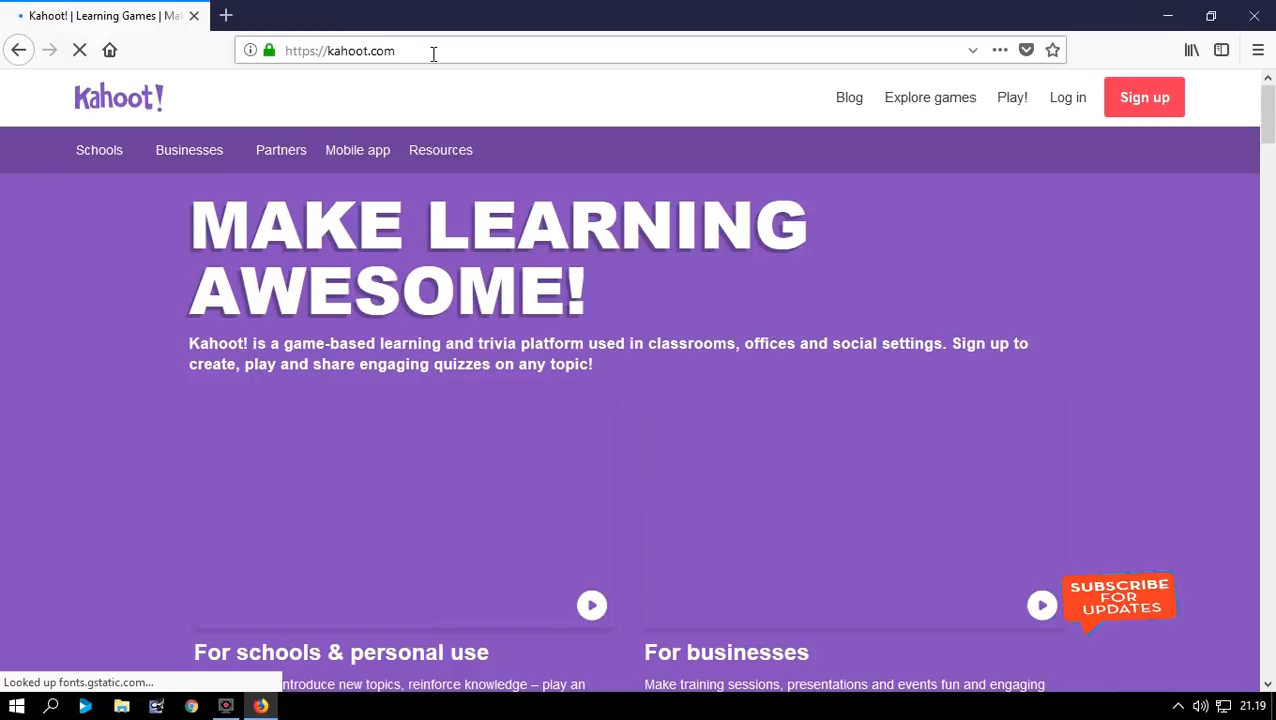 Kahoot! | Learning Games | Ma
https://kahoot.com
Kahoot!
Blog
Explore games
Play!
Log in
Sign up
Schools
Businesses
Partners
Mobile app
Resources
MAKE LEARNING
AWESOME!
Kahoot! is a game-based learning and trivia platform used in classrooms, offices and social settings. Sign up to
create, play and share engaging quizzes on any topic!
SUBSCRIBE
FOR
UPDATES
For schools & personal use
For businesses
introduce new topics, reinforce knowledge – play an
Make training sessions, presentations and events fun and engaging
Looked up fonts.gstatic.com...
21.19